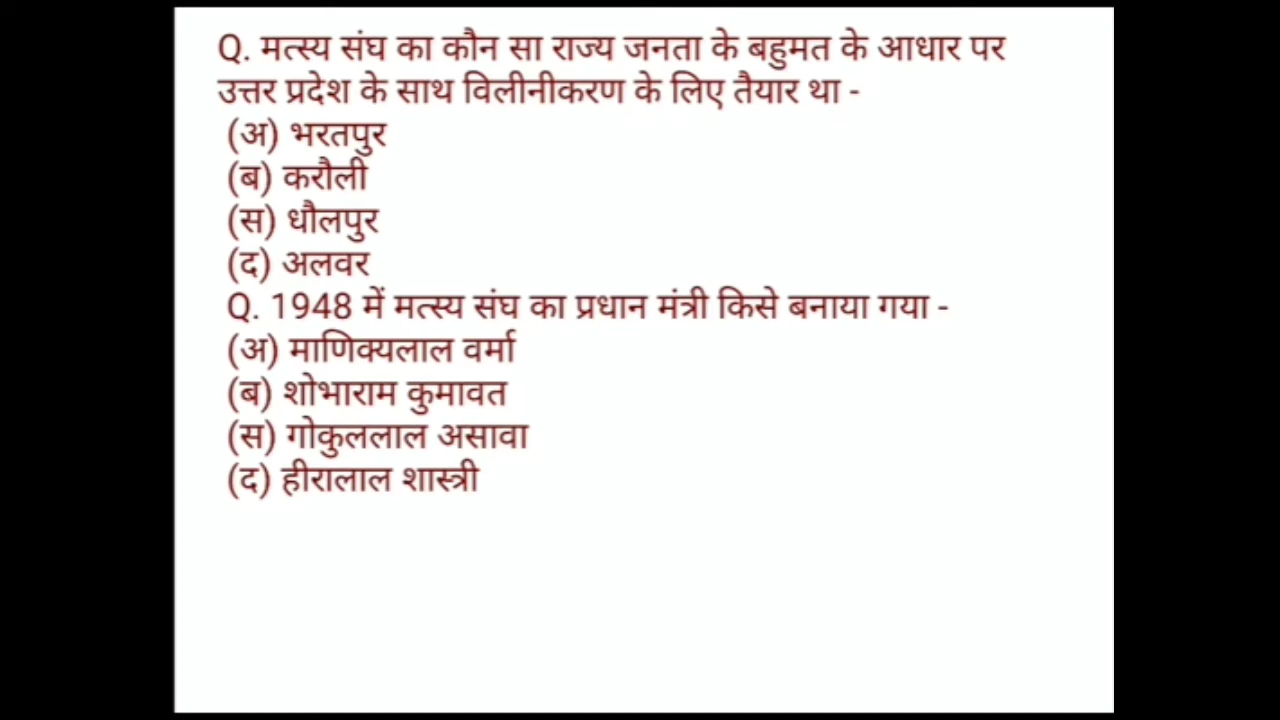 Q. मत्स्य संघ का कौन सा राज्य जनता के बहुमत के आधार पर
उत्तर प्रदेश के साथ विलीनीकरण के लिए तैयार था -
(अ) भरतपुर
(ब) करौली
(स) धौलपुर
(द) अलवर
Q. 1948 में मत्स्य संघ का प्रधान मंत्री किसे बनाया गया -
(अ) माणिक्यलाल वर्मा
(ब) शोभाराम कुमावत
(स) गोकुललाल असावा
(द) हीरालाल शास्त्री